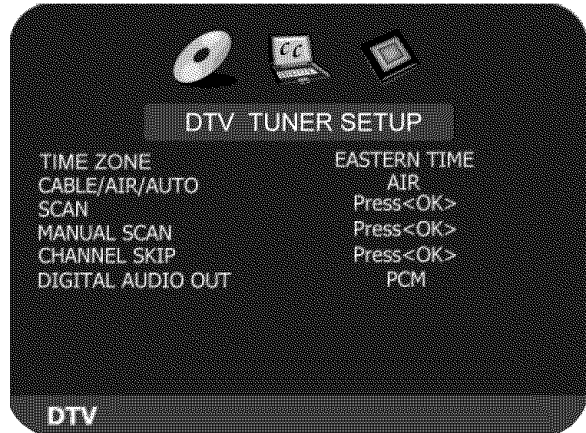 CC
DTV TUNER SETUP
TIME ZONE EASTERN TIME
CABLE/AIR/AUTO AIR
SCAN Press<OK>
MANUAL SCAN Press<OK>
CHANNEL SKIP Press<OK>
DIGITAL AUDIO OUT PCM
DTV